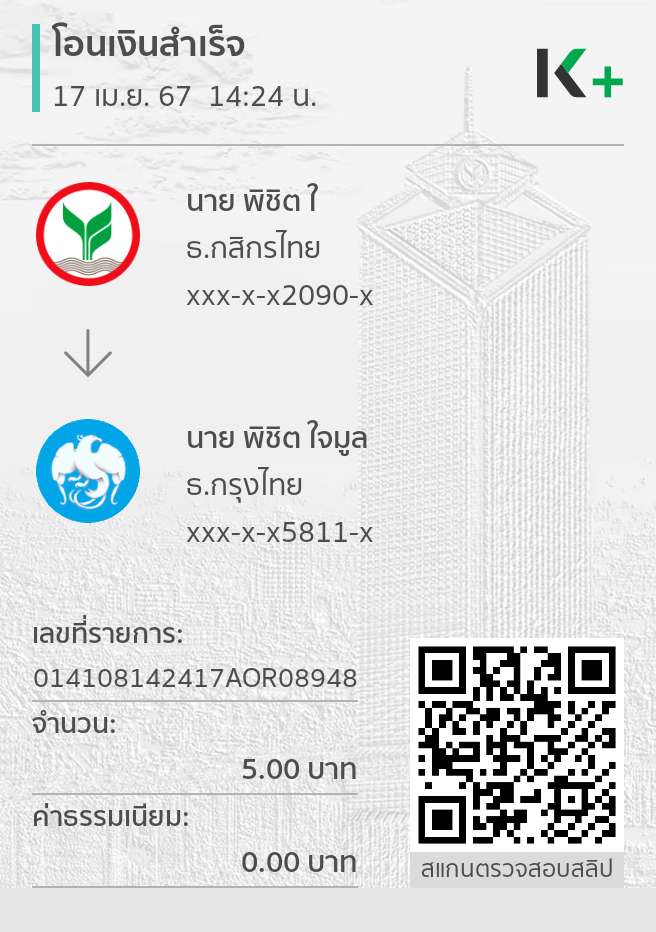 โอนเงินสำเร็จ
17 เม.ย. 67  14:24 น.
K+
นาย พิชิต ใ
ธ.กสิกรไทย
xxx-x-x2090-x
นาย พิชิต ใจมูล
ธ.กรุงไทย
xxx-x-x5811-x
เลขที่รายการ:
014108142417AOR08948
จำนวน:
5.00 บาท
ค่าธรรมเนียม:
0.00 บาท
สแกนตรวจสอบสลิป